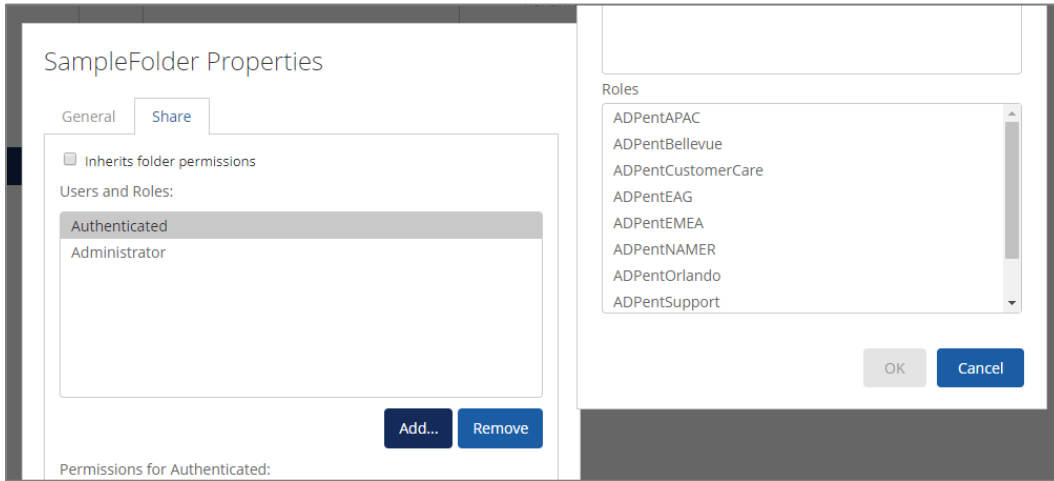 SampleFolder Properties
General
Share
Inherits folder permissions
Users and Roles:
Authenticated
Administrator
Add...
Remove
Permissions for Authenticated:
Roles
ADPentAPAC
ADPentBellevue
ADPentCustomerCare
ADPentEAG
ADPentEMEA
ADPentNAMER
ADPentOrlando
ADPentSupport
OK
Cancel